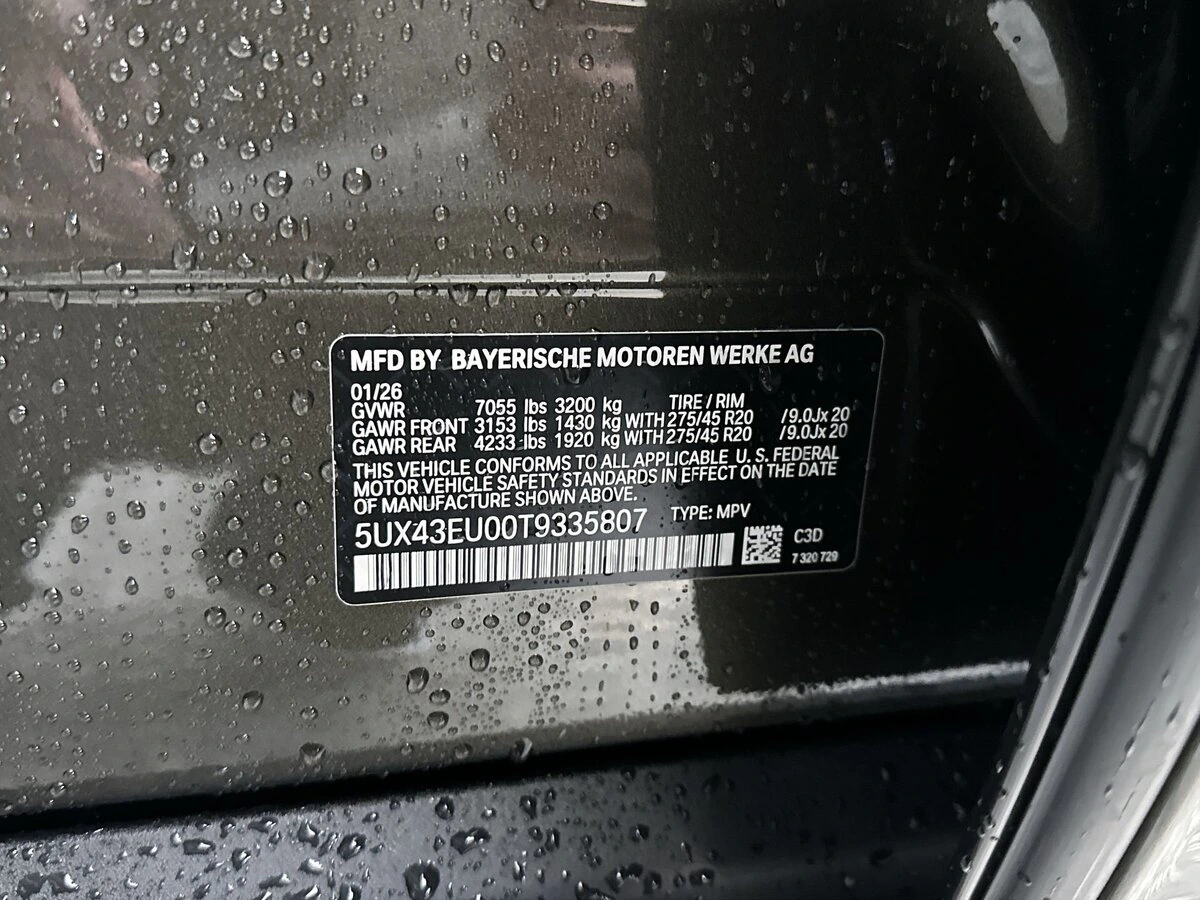 MFD BY BAYERISCHE MOTOREN WERKE AG
01/26
GVWR 7055 lbs 3200 kg TIRE / RIM
GAWR FRONT 3153 lbs 1430 kg WITH 275/45 R20 /9.0Jx 20
GAWR REAR 4233 lbs 1920 kg WITH 275/45 R20 /9.0Jx 20
THIS VEHICLE CONFORMS TO ALL APPLICABLE U. S. FEDERAL
MOTOR VEHICLE SAFETY STANDARDS IN EFFECT ON THE DATE
OF MANUFACTURE SHOWN ABOVE.
5UX43EU00T9335807 TYPE: MPV
C3D
7 320 729